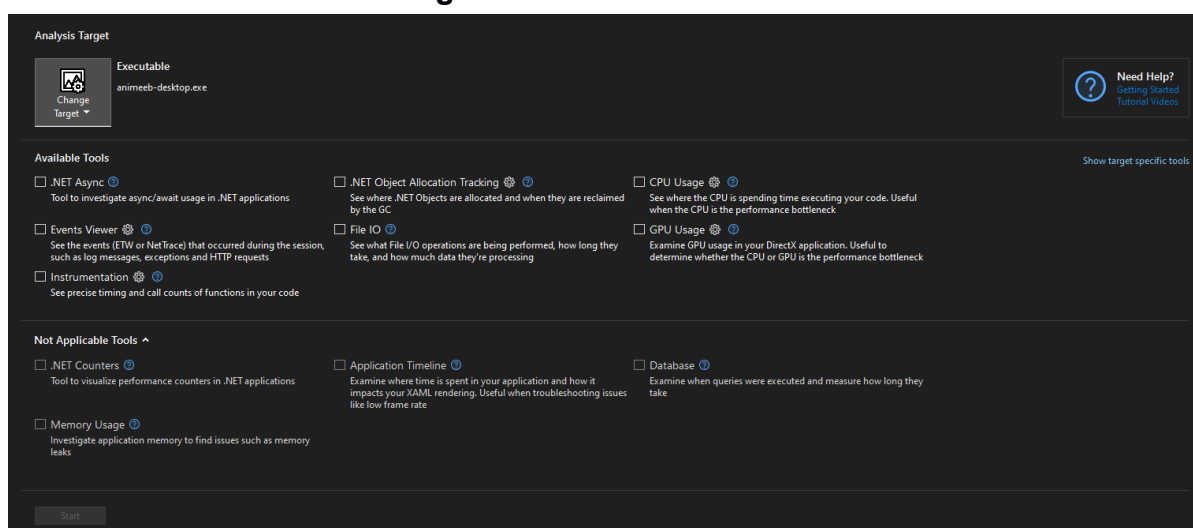 Analysis Target
Change
Target
Executable
animeeb-desktop.exe
Need Help?
Getting Started
Tutorial Videos
Available Tools
Show target specific tools
.NET Async
Tool to investigate async/await usage in .NET applications
.NET Object Allocation Tracking
See where .NET Objects are allocated and when they are reclaimed
by the GC
CPU Usage
See where the CPU is spending time executing your code. Useful
when the CPU is the performance bottleneck
Events Viewer
See the events (ETW or NetTrace) that occurred during the session,
such as log messages, exceptions and HTTP requests
File IO
See what File I/O operations are being performed, how long they
take, and how much data they're processing
GPU Usage
Examine GPU usage in your DirectX application. Useful to
determine whether the CPU or GPU is the performance bottleneck
Instrumentation
See precise timing and call counts of functions in your code
Not Applicable Tools
.NET Counters
Tool to visualize performance counters in .NET applications
Application Timeline
Examine where time is spent in your application and how it
impacts your XAML rendering. Useful when troubleshooting issues
like low frame rate
Database
Examine when queries were executed and measure how long they
take
Memory Usage
Investigate application memory to find issues such as memory
leaks
Start